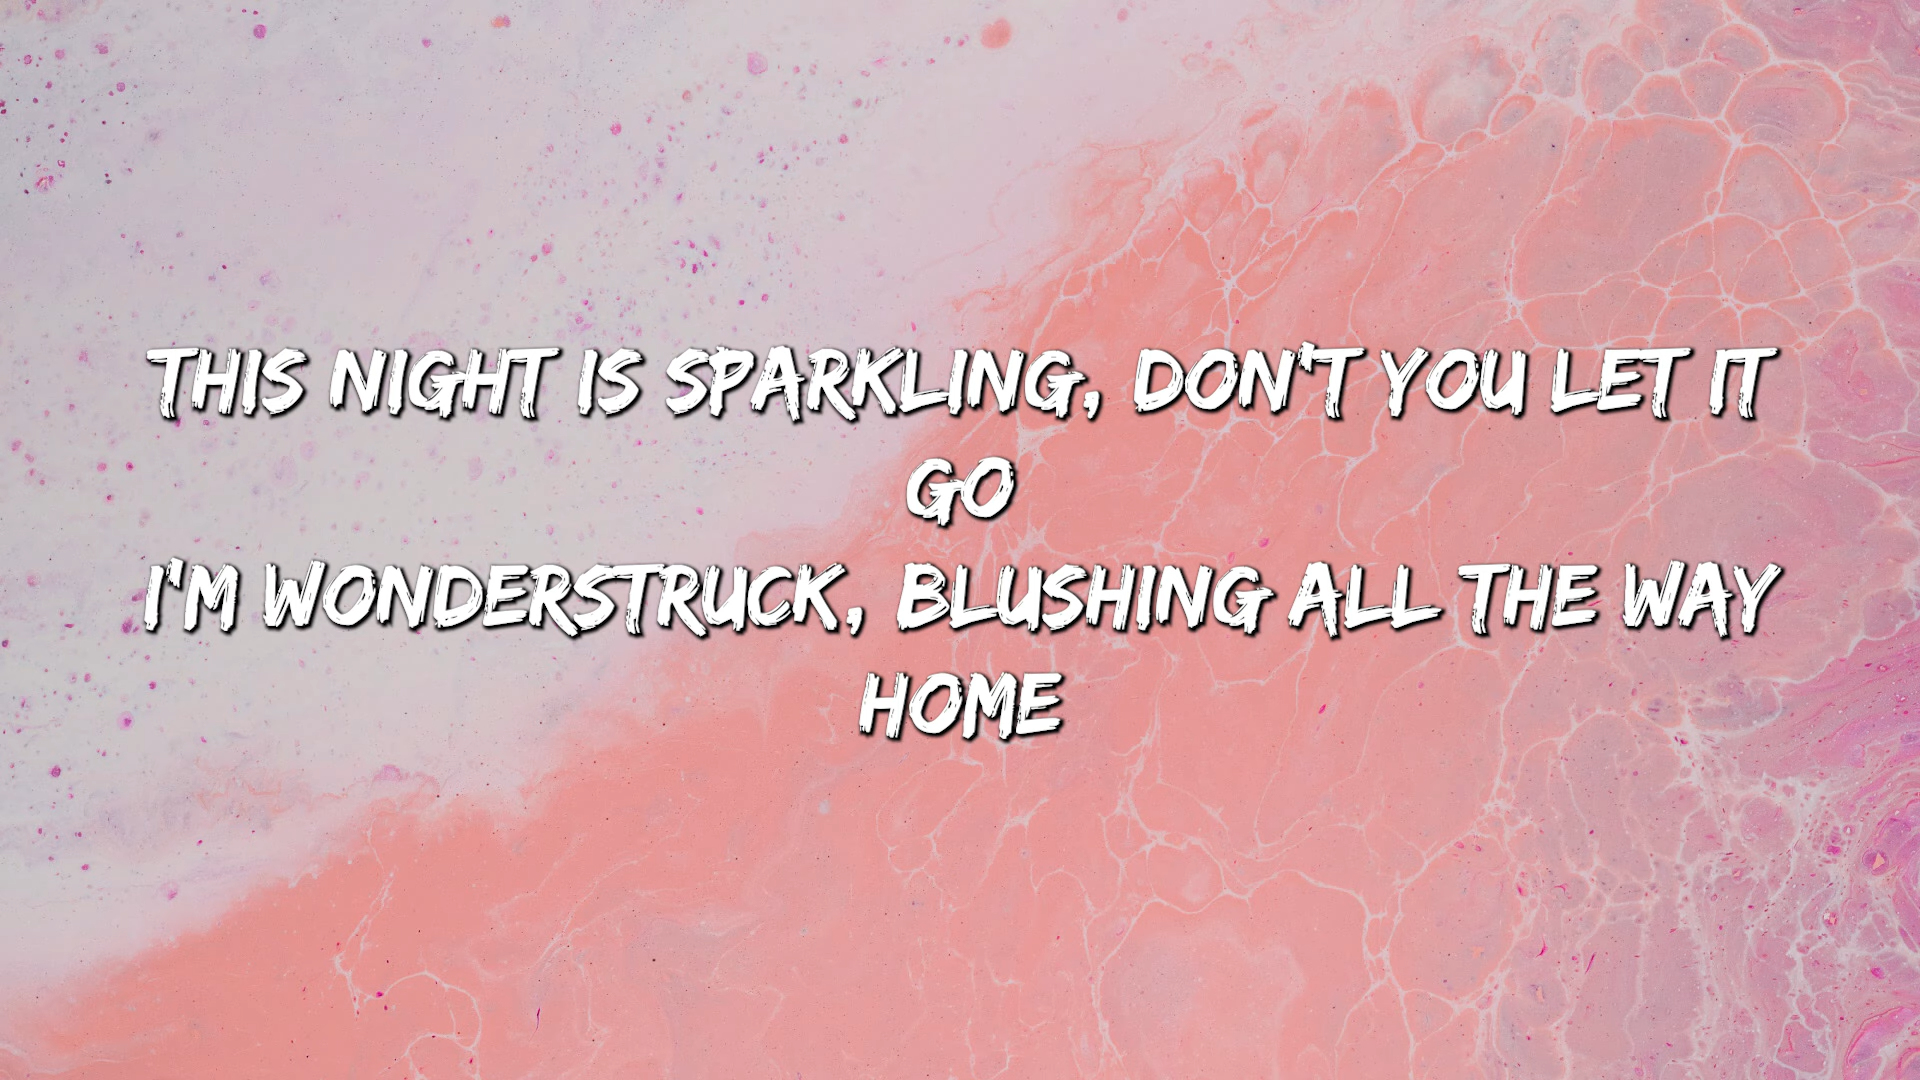 THIS NIGHT IS SPARKLING, DON'T YOU LET IT
GO
I'M WONDERSTRUCK, BLUSHING ALL THE WAY
HOME